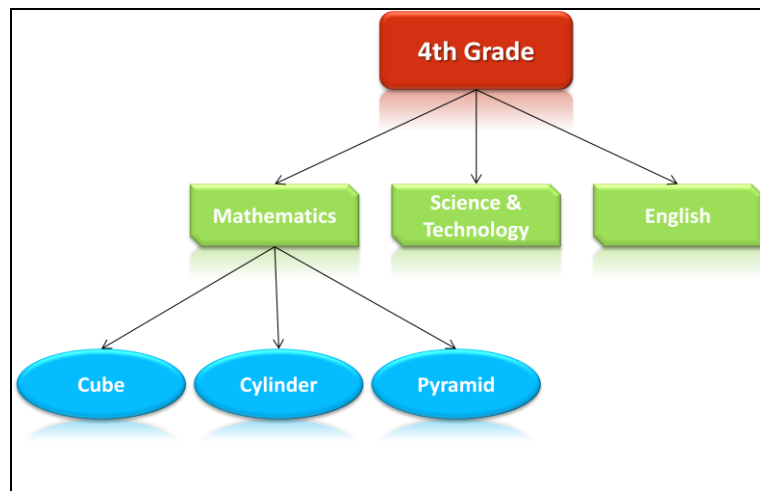 4th Grade
Mathematics
Science &
Technology
English
Cube
Cylinder
Pyramid